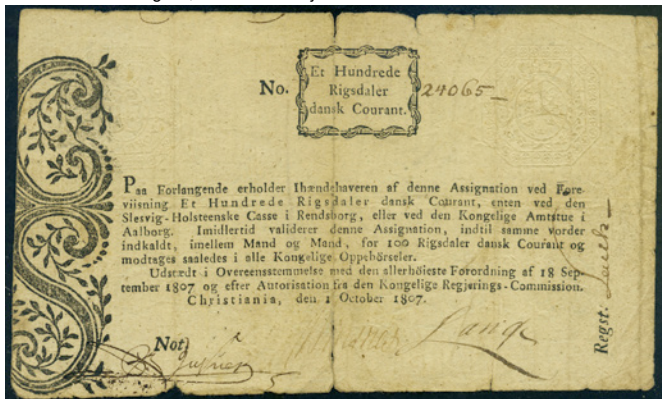 No.
Et Hundrede
Rigsdaler
dansk Courant.
24065
Paa Forlangende erholder Ihændehaveren af denne Assignation ved Fore-
viisning Et Hundrede Rigsdaler dansk Courant, enten ved den
Slesvig-Holsteenske Casse i Rendsborg, eller ved den Kongelige Amtstue i
Aalborg. Imidlertid validerer denne Assignation, indtil samme vorder
indkaldt, imellem Mand og Mand, for 100 Rigsdaler dansk Courant og
modtages saaledes i alle Kongelige Oppebörseler.
Udstædt i Overeensstemmelse med den allerhöieste Forordning af 18 Sep-
tember 1807 og efter Autorisation fra den Kongelige Regjerings-Commission.
Christiania, den 1 October 1807.
Not)
Regst.